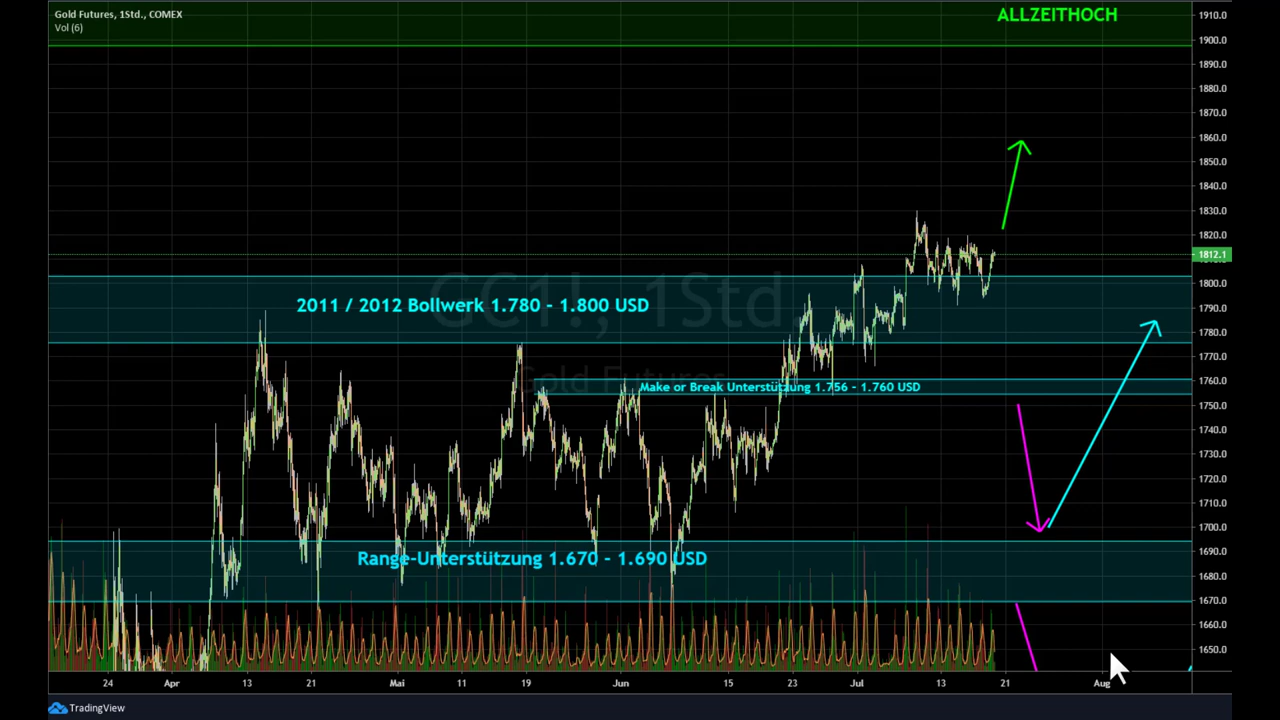 Gold Futures, 1Std., COMEX
Vol (6)
ALLZEITHOCH
1910.0
1900.0
1890.0
1880.0
1870.0
1860.0
1850.0
1840.0
1830.0
1820.0
1812.1
1800.0
1790.0
1780.0
1770.0
1760.0
1750.0
1740.0
1730.0
1720.0
1710.0
1700.0
1690.0
1680.0
1670.0
1660.0
1650.0
GC1!, 1Std.
Gold Futures
2011 / 2012 Bollwerk 1.780 - 1.800 USD
Make or Break Unterstützung 1.756 - 1.760 USD
Range-Unterstützung 1.670 - 1.690 USD
24 Apr 13 21 Mai 11 19 Jun 15 23 Jul 13 21 Aug
TradingView